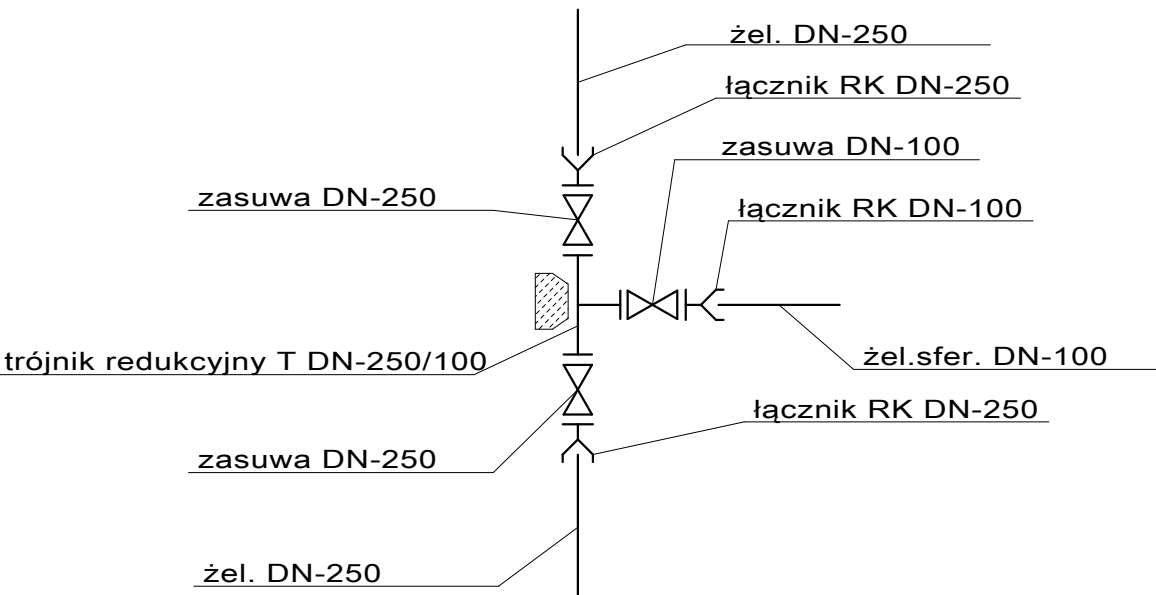 żel. DN-250
łącznik RK DN-250
zasuwa DN-100
zasuwa DN-250
łącznik RK DN-100
trójnik redukcyjny T DN-250/100
żel.sfer. DN-100
łącznik RK DN-250
zasuwa DN-250
żel. DN-250